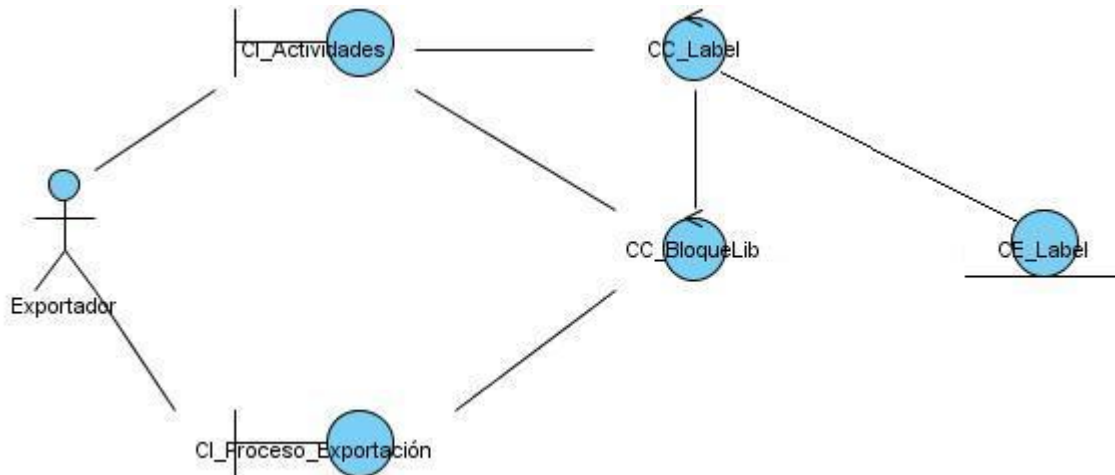 CI_Actividades
CC_Label
CC_BloqueLib
CE_Label
Exportador
CI_Proceso_Exportación